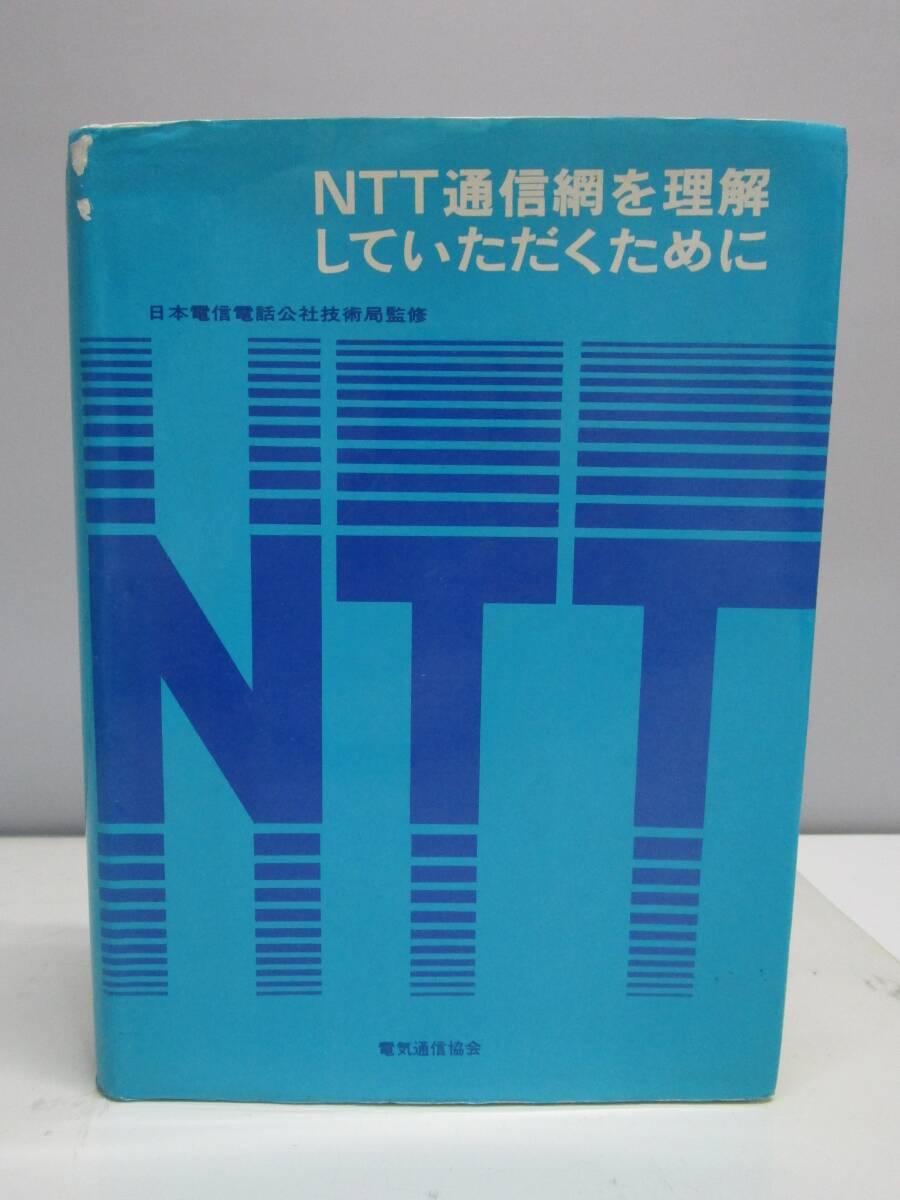 NTT通信網を理解
していただくために
日本電信電話公社技術局監修
NTT
電気通信協会